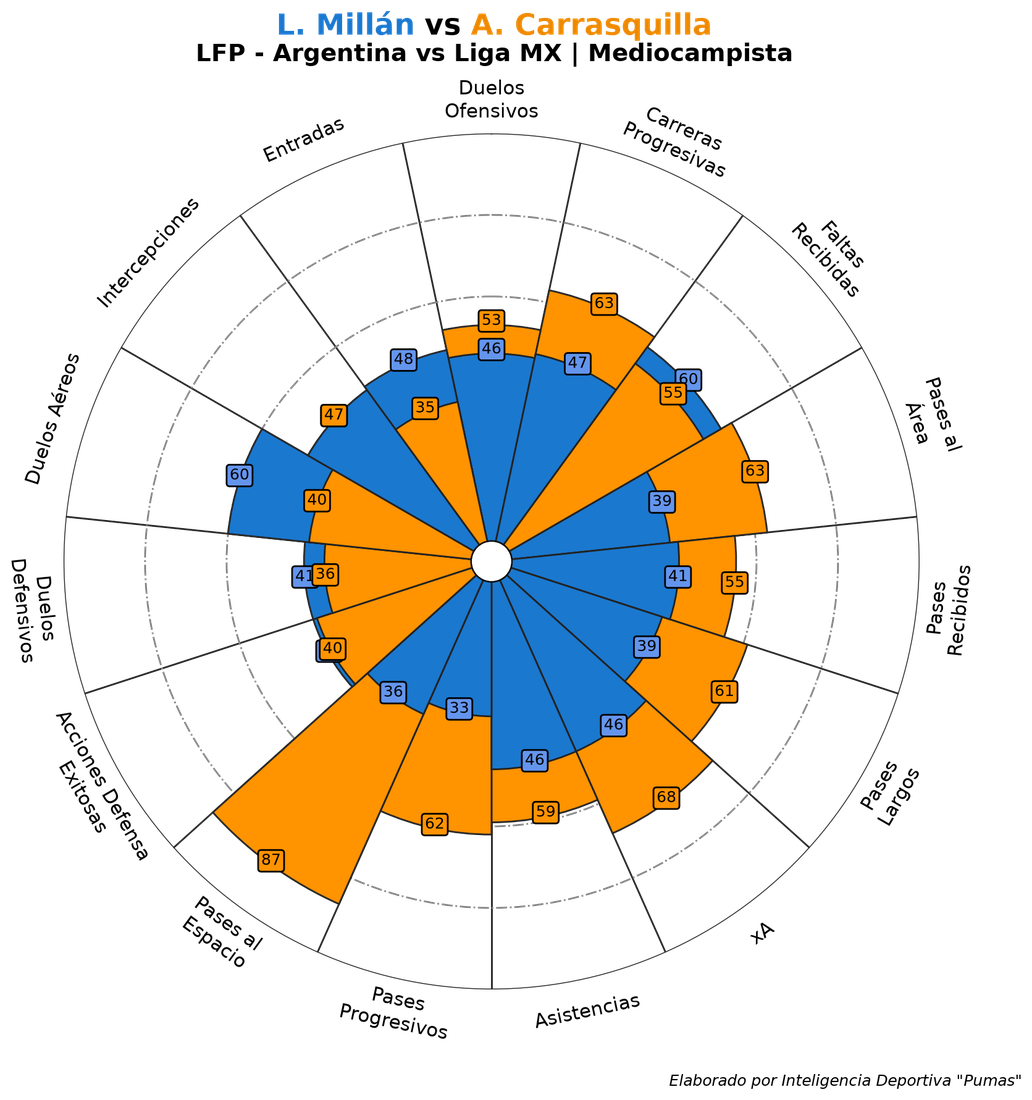 L. Millán vs A. Carrasquilla
LFP - Argentina vs Liga MX | Mediocampista
Duelos
Ofensivos
Carreras
Progresivas
Faltas
Recibidas
Pases al
Área
Pases
Recibidos
Pases
Largos
xA
Asistencias
Pases
Progresivos
Pases al
Espacio
Acciones Defensa
Exitosas
Duelos
Defensivos
Duelos Aéreos
Intercepciones
Entradas
53
46
63
47
60
55
63
39
41
55
39
61
46
68
46
59
33
62
36
87
40
41
36
60
40
47
48
35
Elaborado por Inteligencia Deportiva "Pumas"